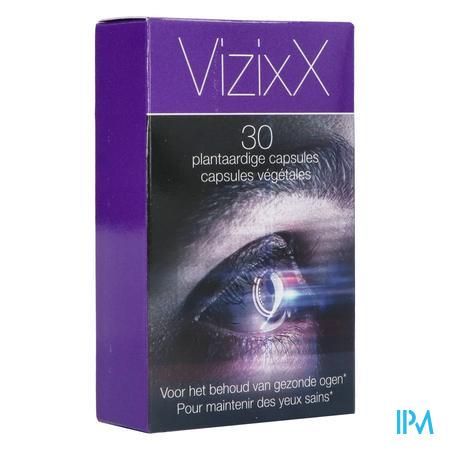 VizixX
30
plantaardige capsules
capsules végétales
Voor het behoud van gezonde ogen*
Pour maintenir des yeux sains*
IPM